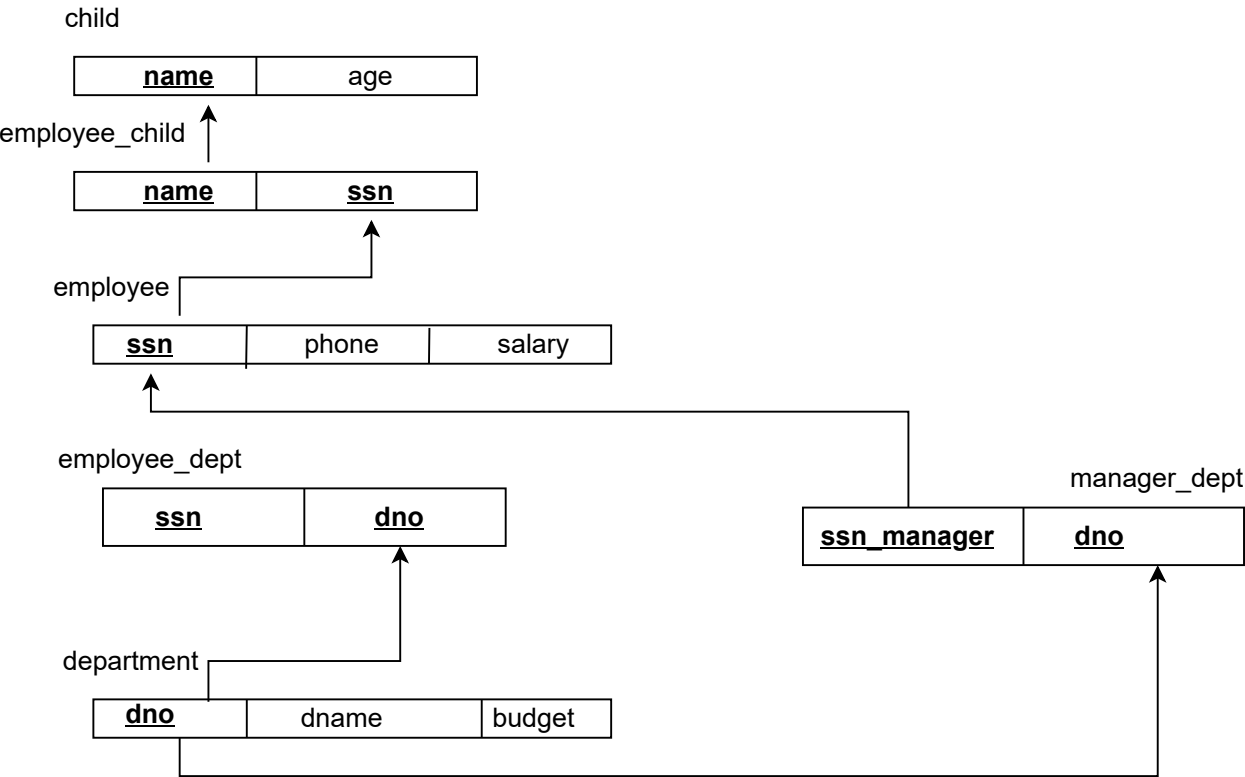 child
name age
employee_child
name ssn
employee
ssn phone salary
employee_dept
manager_dept
ssn dno
ssn_manager dno
department
dno dname budget